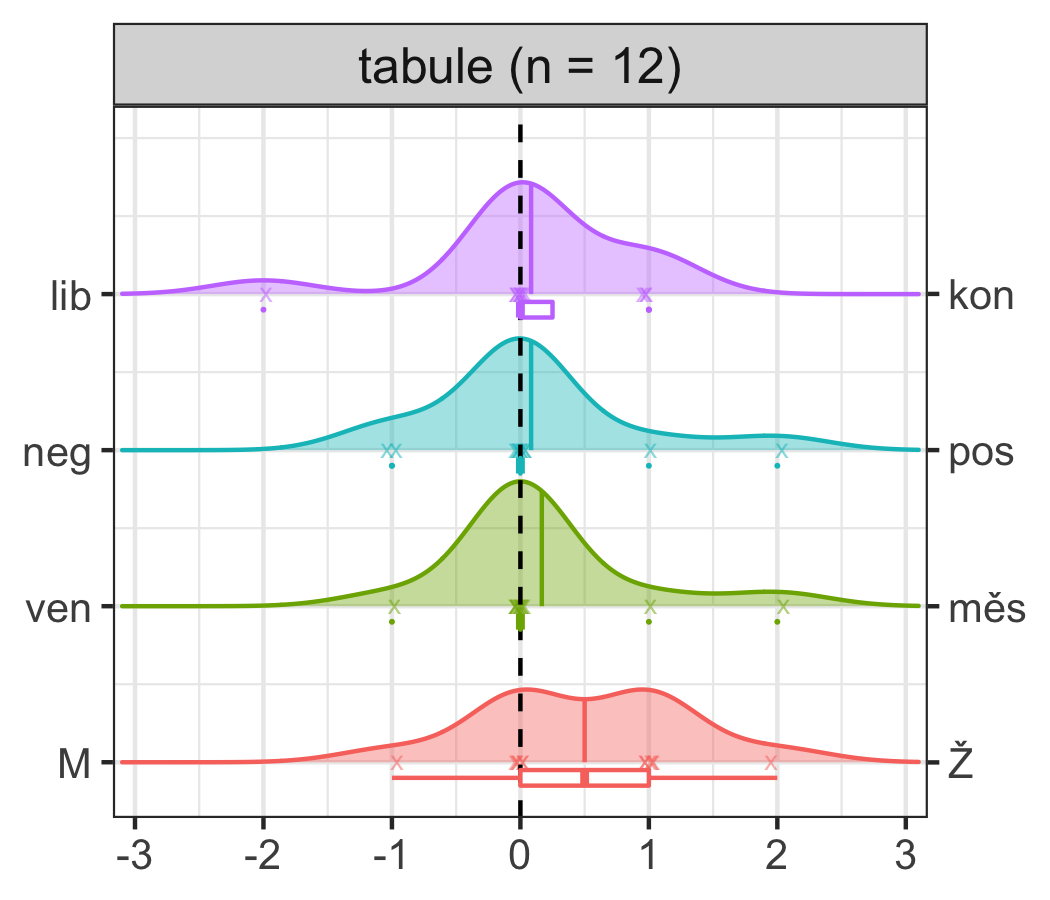 tabule (n = 12)
lib kon
neg pos
ven měs
M Ž
-3 -2 -1 0 1 2 3